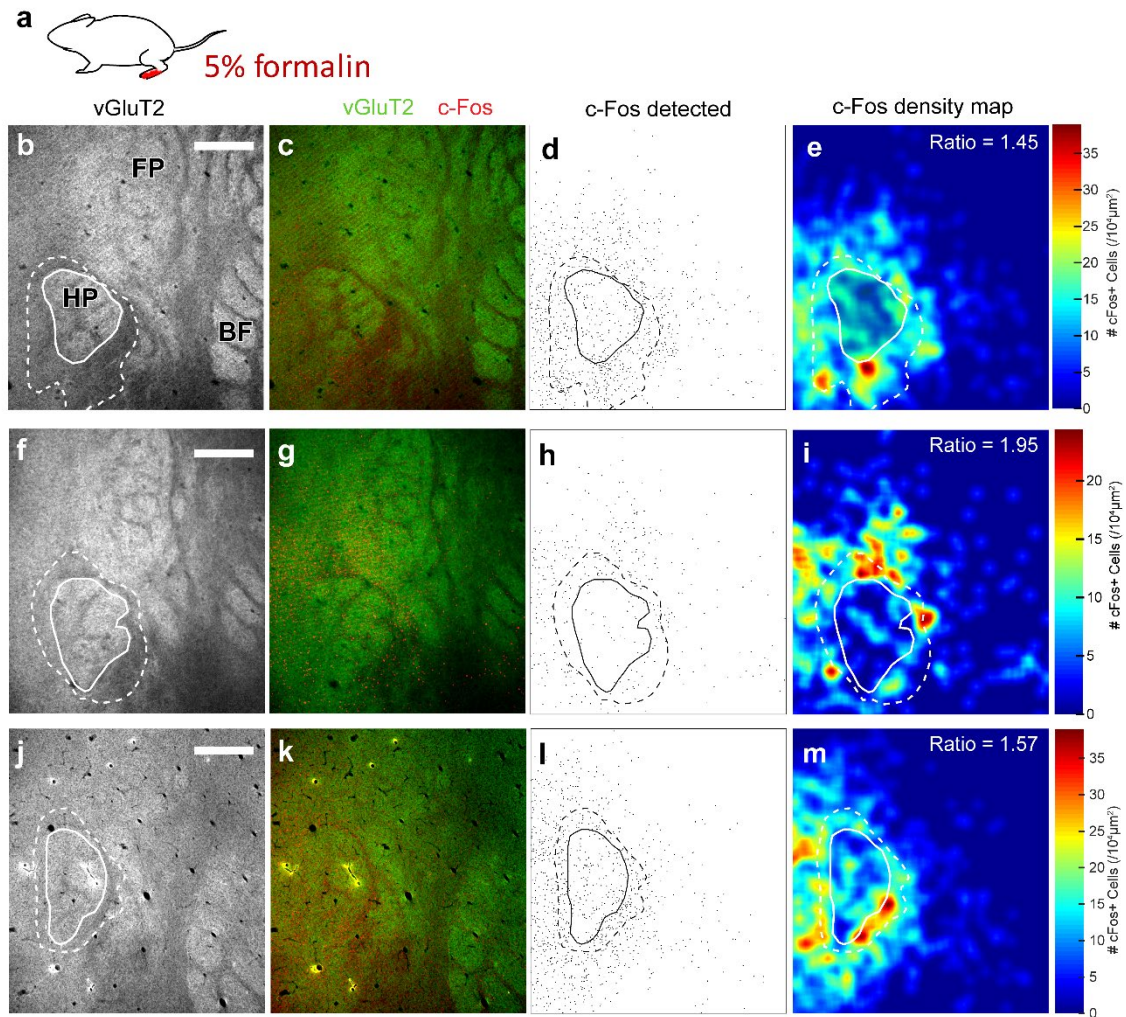 a
5% formalin
vGluT2
vGluT2 c-Fos
c-Fos detected
c-Fos density map
b
FP
HP
BF
c
d
e
Ratio = 1.45
35
30
25
20
15
10
5
0
# cFos+ Cells (/10⁴μm²)
f
g
h
i
Ratio = 1.95
20
15
10
5
0
# cFos+ Cells (/10⁴μm²)
j
k
l
m
Ratio = 1.57
35
30
25
20
15
10
5
0
# cFos+ Cells (/10⁴μm²)